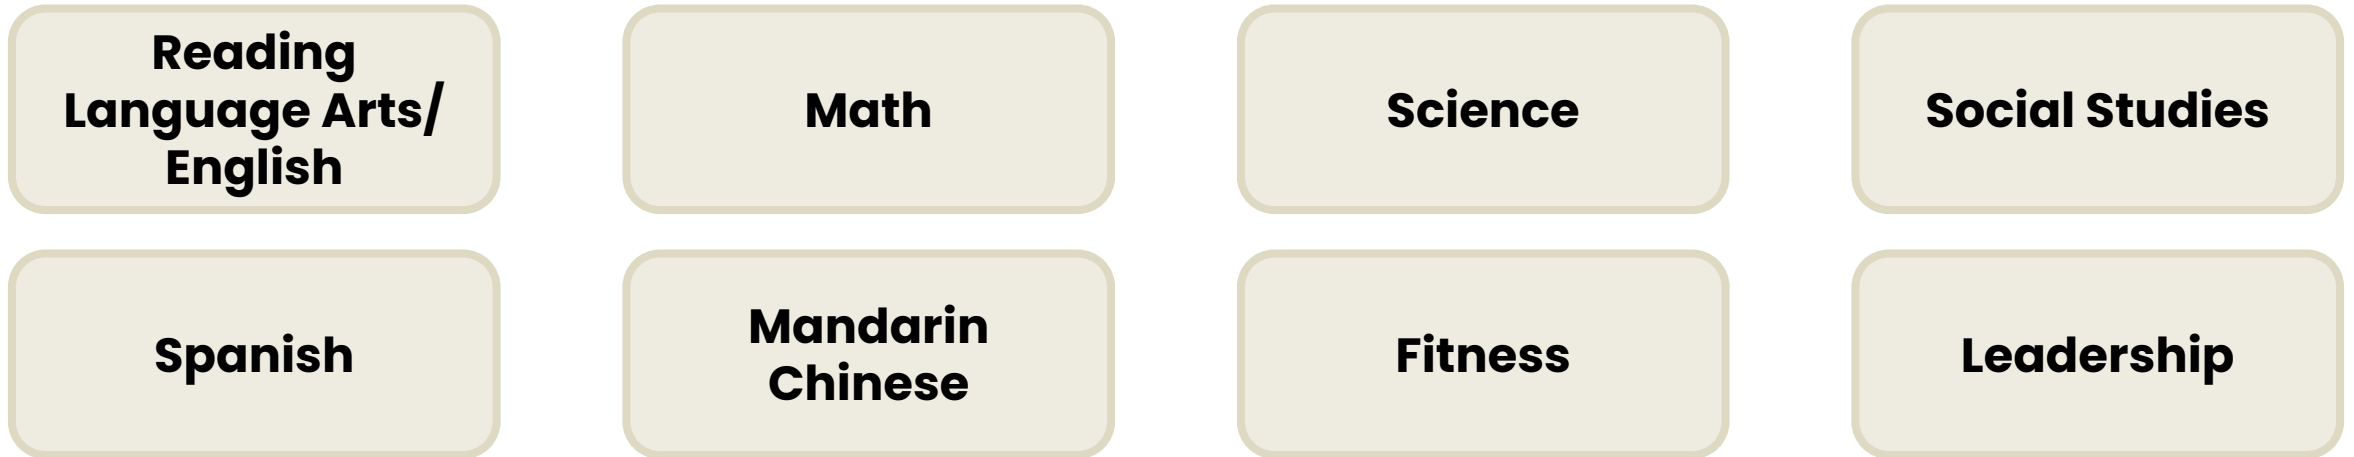 Reading
Language Arts/
English
Math
Science
Social Studies
Spanish
Mandarin
Chinese
Fitness
Leadership